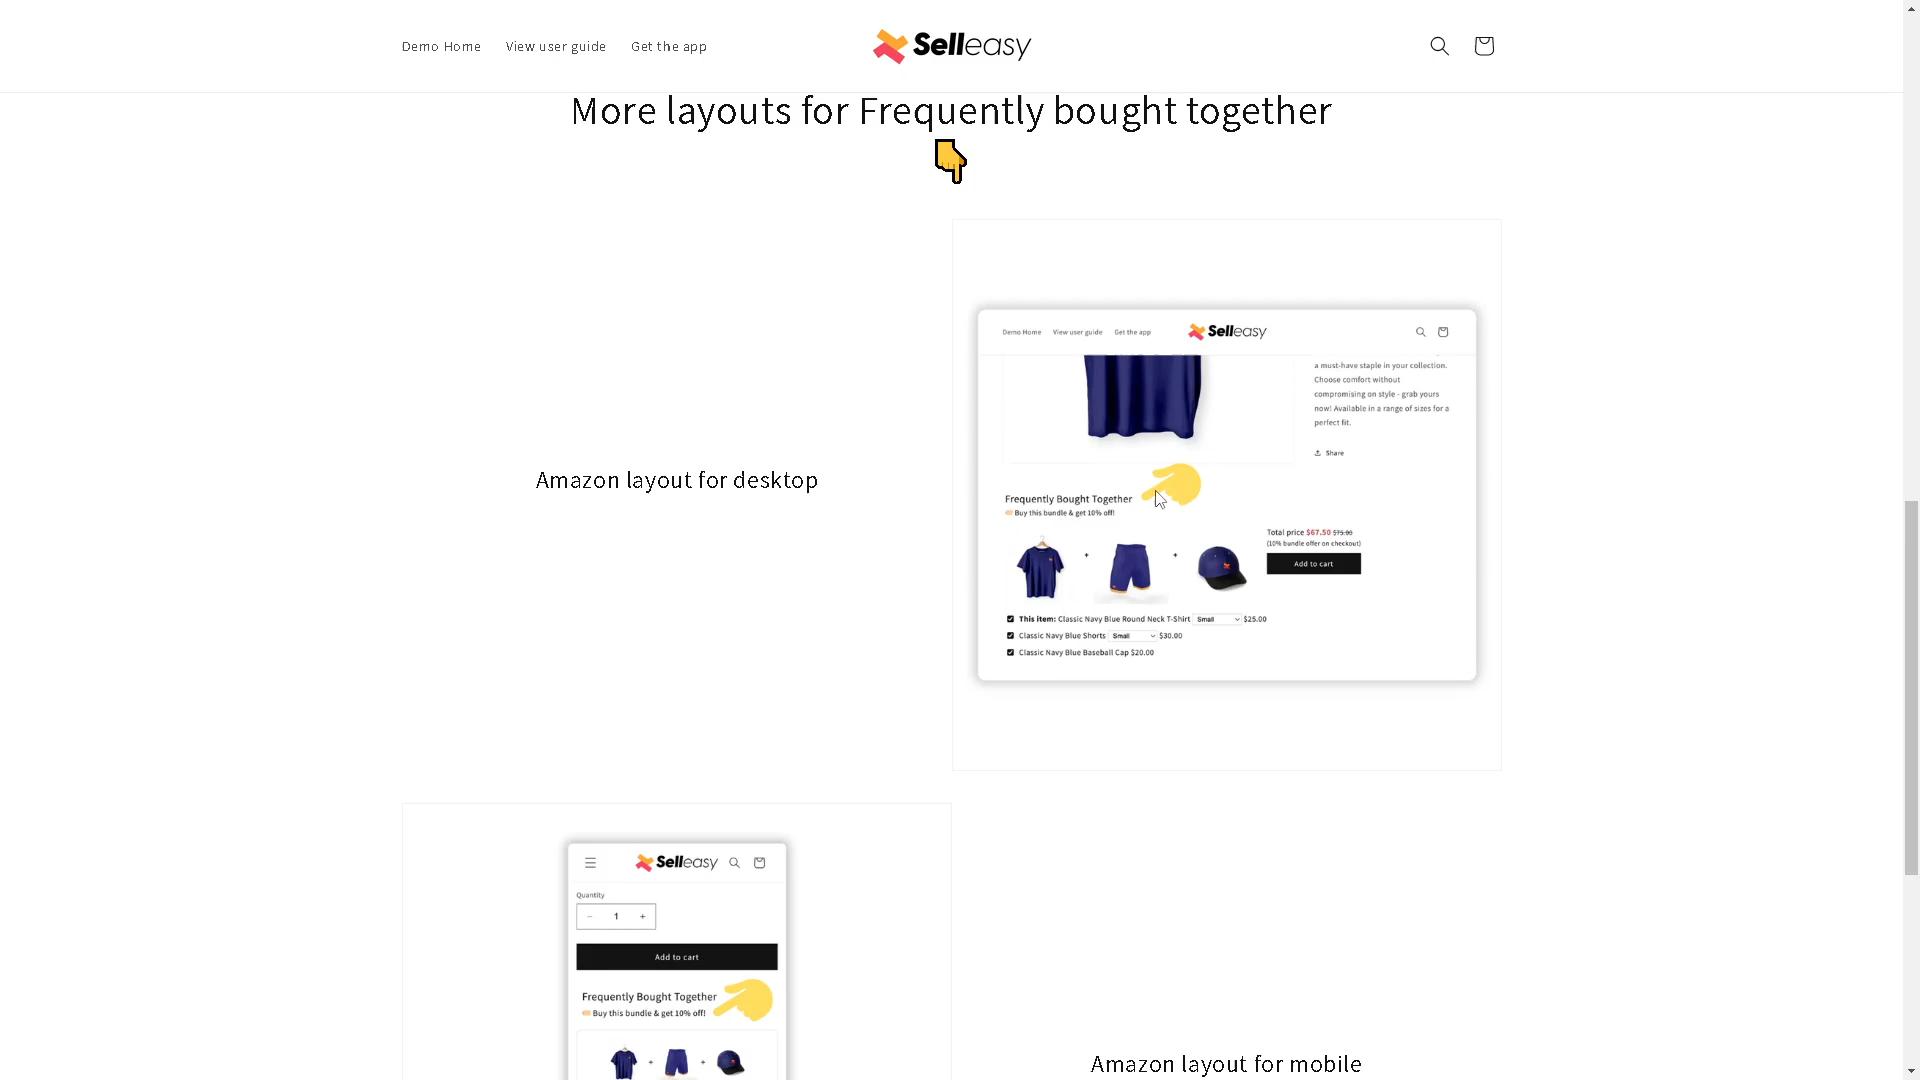 Demo Home View user guide Get the app Selleasy
More layouts for Frequently bought together
Amazon layout for desktop
Demo Home View user guide Get the app Selleasy
a must-have staple in your collection.
Choose comfort without
compromising on style - grab yours
now! Available in a range of sizes for a
perfect fit.
Share
Frequently Bought Together
Buy this bundle & get 10% off!
Total price $67.50 $75.00
(10% bundle offer on checkout)
Add to cart
+ +
This item: Classic Navy Blue Round Neck T-Shirt Small $25.00
Classic Navy Blue Shorts Small $30.00
Classic Navy Blue Baseball Cap $20.00
Selleasy
Quantity
− 1 +
Add to cart
Frequently Bought Together
Buy this bundle & get 10% off!
+ +
Amazon layout for mobile